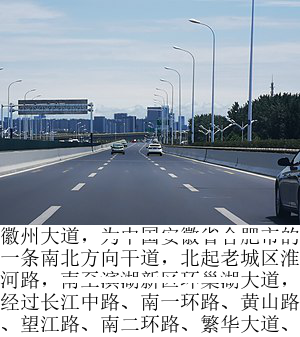 徽州大道，为中国安徽省合肥市的
一条南北方向干道，北起老城区淮
河路，南至滨湖新区环巢湖大道，
经过长江中路、南一环路、黄山路
、望江路、南二环路、繁华大道、